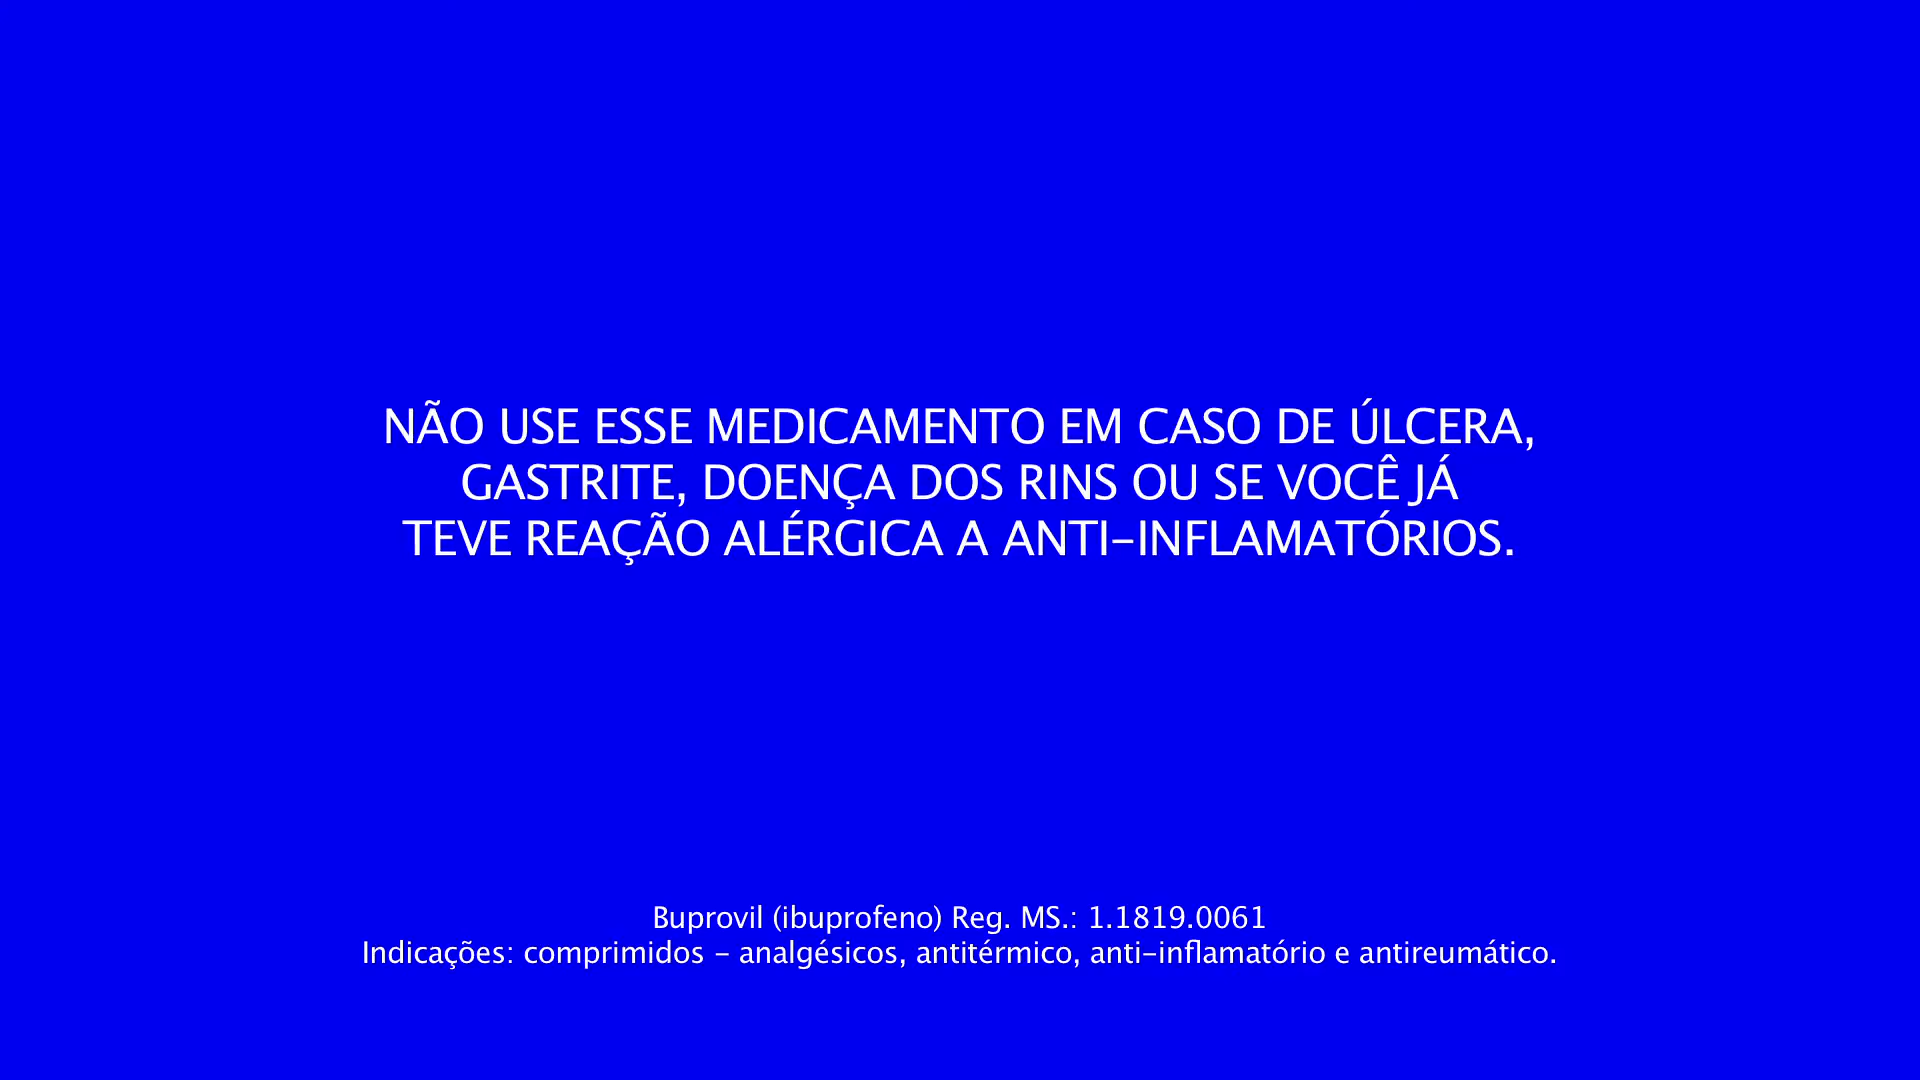 NÃO USE ESSE MEDICAMENTO EM CASO DE ÚLCERA,
GASTRITE, DOENÇA DOS RINS OU SE VOCÊ JÁ
TEVE REAÇÃO ALÉRGICA A ANTI-INFLAMATÓRIOS.
Buprovil (ibuprofeno) Reg. MS.: 1.1819.0061
Indicações: comprimidos - analgésicos, antitérmico, anti-inflamatório e antireumático.